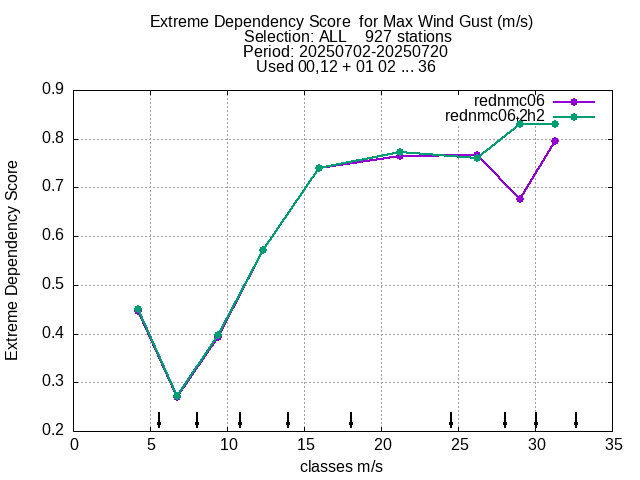 Extreme Dependency Score  for Max Wind Gust (m/s)
Selection: ALL    927 stations
Period: 20250702-20250720
Used 00,12 + 01 02 ... 36
rednmc06
rednmc06.2h2
Extreme Dependency Score
0.9
0.8
0.7
0.6
0.5
0.4
0.3
0.2
0 5 10 15 20 25 30 35
classes m/s